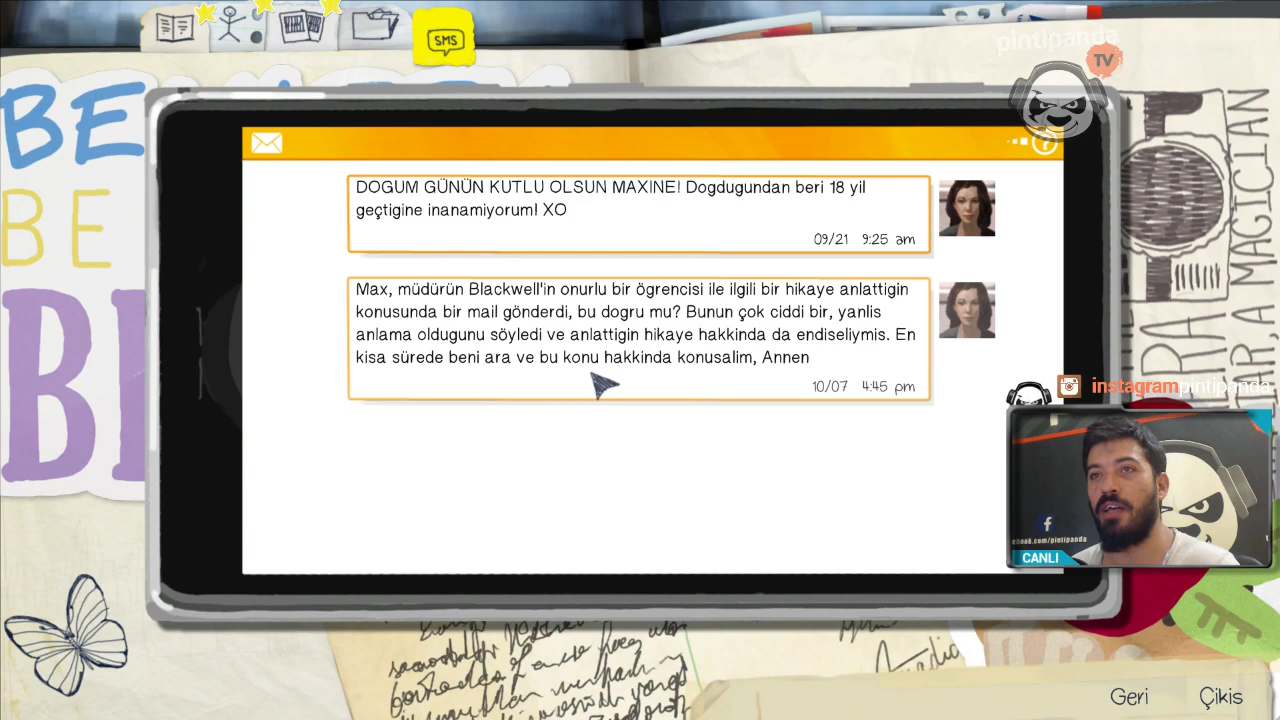 SMS
pintipanda
TV
BE
BE
DOGUM GÜNÜN KUTLU OLSUN MAXINE! Dogdugundan beri 18 yil
geçtigine inanamiyorum! XO
09/21 9:25 am
Max, müdürün Blackwell'in onurlu bir ögrencisi ile ilgili bir hikaye anlattigin
konusunda bir mail gönderdi, bu dogru mu? Bunun çok ciddi bir, yanlis
anlama oldugunu söyledi ve anlattigin hikaye hakkinda da endiseliymis. En
kisa sürede beni ara ve bu konu hakkinda konusalim, Annen
10/07 4:45 pm
MAGICIAN
instagrampintipanda
f
CANLI
Geri
Çikis